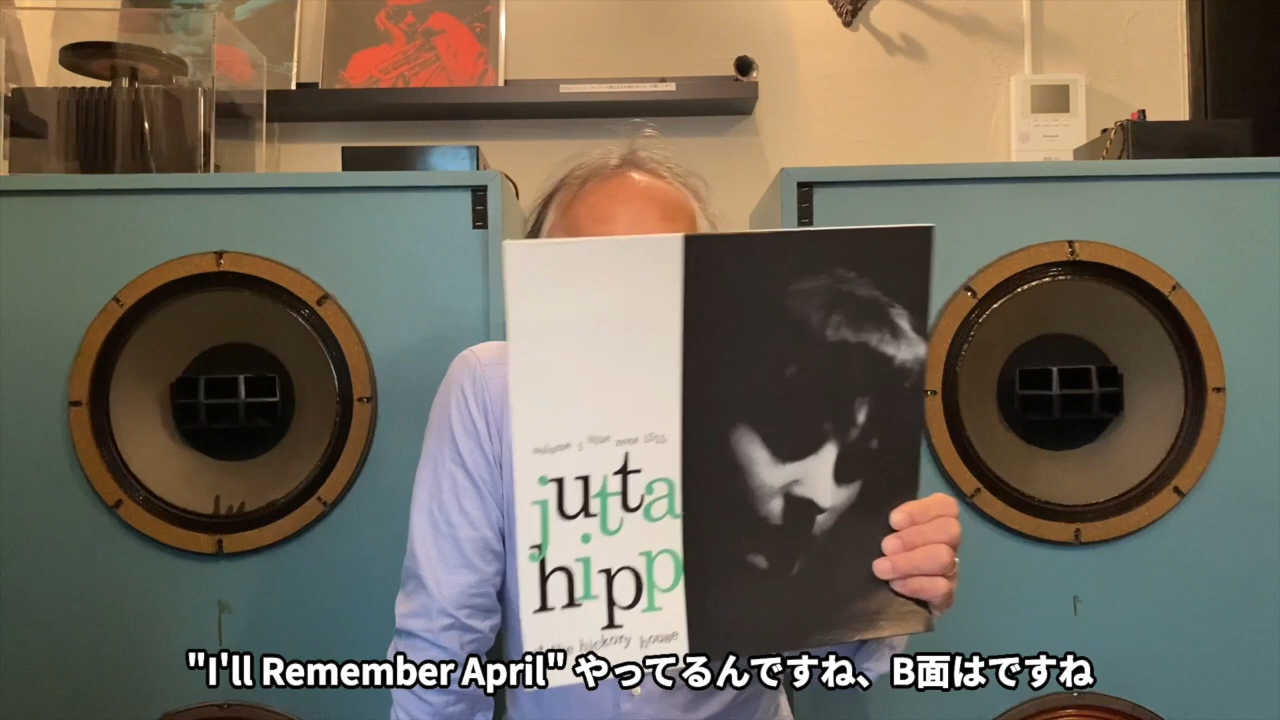 volume 1 blue note 1515
jutta
hipp
at the hickory house
"I'll Remember April" やってるんですね、B面はですね